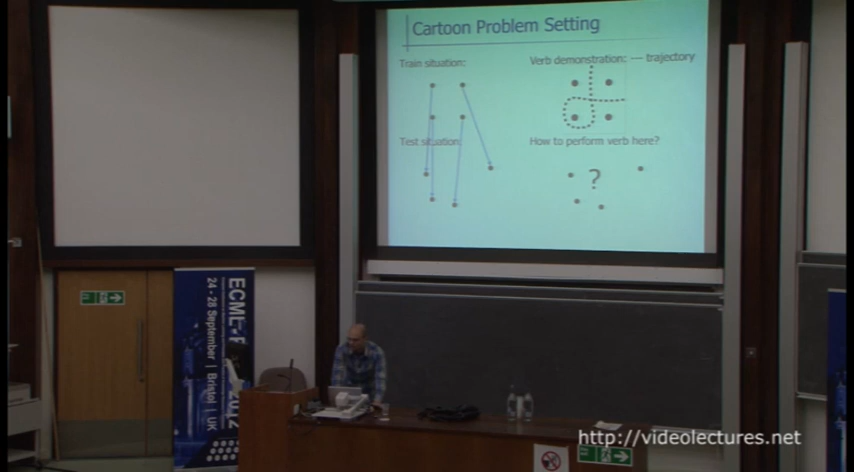 Cartoon Problem Setting
Train situation:
Verb demonstration: — trajectory
Test situation:
How to perform verb here?
?
ECML-P
2012
24 - 28 September | Bristol | UK
http://videolectures.net